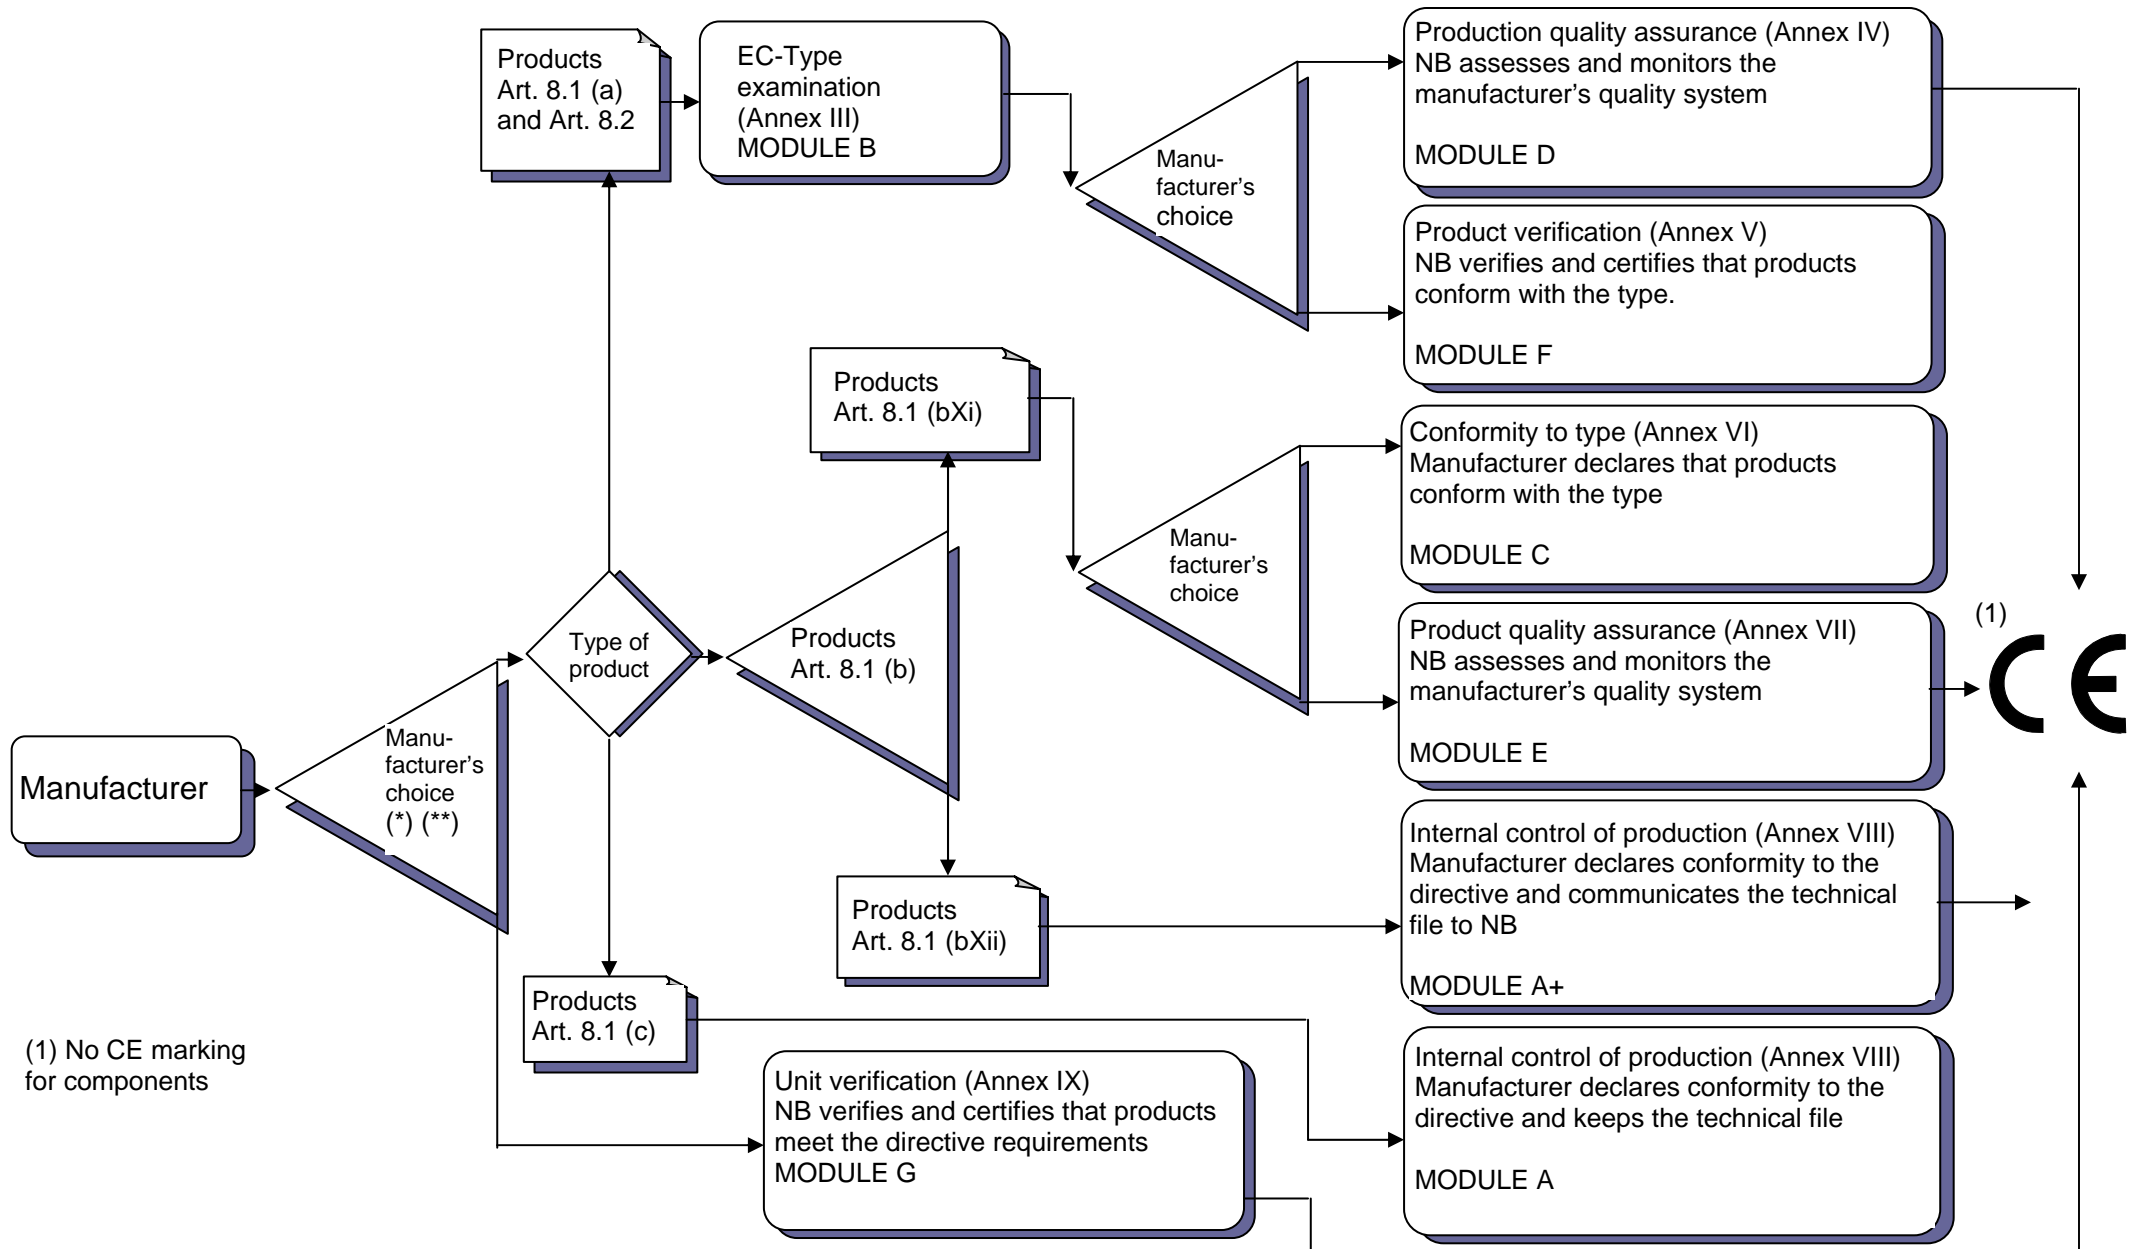 Products
Art. 8.1 (a)
and Art. 8.2
EC-Type
examination
(Annex III)
MODULE B
Manu-
facturer’s
choice
Production quality assurance (Annex IV)
NB assesses and monitors the
manufacturer’s quality system
MODULE D
Product verification (Annex V)
NB verifies and certifies that products
conform with the type.
MODULE F
Products
Art. 8.1 (bXi)
Manu-
facturer’s
choice
Conformity to type (Annex VI)
Manufacturer declares that products
conform with the type
MODULE C
Product quality assurance (Annex VII)
NB assesses and monitors the
manufacturer’s quality system
MODULE E
(1)
CE
Type of
product
Products
Art. 8.1 (b)
Manufacturer
Manu-
facturer’s
choice
(*) (**)
Products
Art. 8.1 (bXii)
Internal control of production (Annex VIII)
Manufacturer declares conformity to the
directive and communicates the technical
file to NB
MODULE A+
Products
Art. 8.1 (c)
(1) No CE marking
for components
Unit verification (Annex IX)
NB verifies and certifies that products
meet the directive requirements
MODULE G
Internal control of production (Annex VIII)
Manufacturer declares conformity to the
directive and keeps the technical file
MODULE A